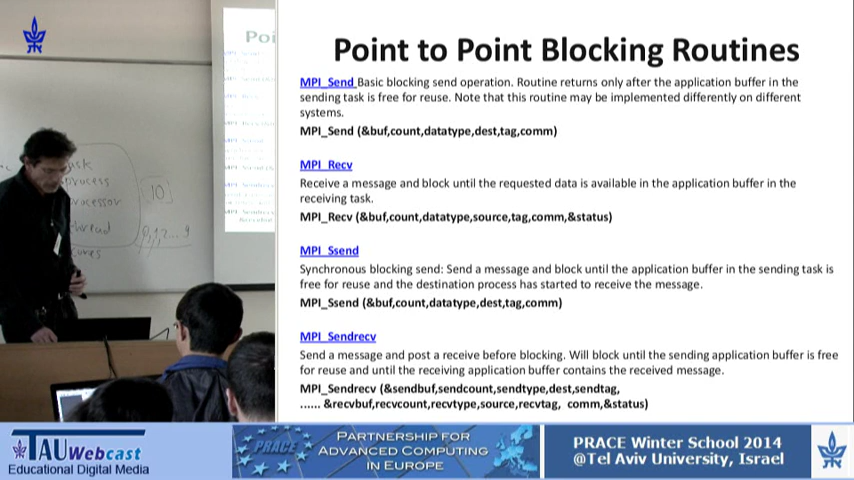 Point to Point Blocking Routines
MPI_Send Basic blocking send operation. Routine returns only after the application buffer in the
sending task is free for reuse. Note that this routine may be implemented differently on different
systems.
MPI_Send (&buf,count,datatype,dest,tag,comm)
MPI_Recv
Receive a message and block until the requested data is available in the application buffer in the
receiving task.
MPI_Recv (&buf,count,datatype,source,tag,comm,&status)
MPI_Ssend
Synchronous blocking send: Send a message and block until the application buffer in the sending task is
free for reuse and the destination process has started to receive the message.
MPI_Ssend (&buf,count,datatype,dest,tag,comm)
MPI_Sendrecv
Send a message and post a receive before blocking. Will block until the sending application buffer is free
for reuse and until the receiving application buffer contains the received message.
MPI_Sendrecv (&sendbuf,sendcount,sendtype,dest,sendtag,
...... &recvbuf,recvcount,recvtype,source,recvtag, comm,&status)
Poi
process
processor
10
cores
TAU Webcast
Educational Digital Media
PRACE
PARTNERSHIP FOR
ADVANCED COMPUTING
IN EUROPE
PRACE Winter School 2014
@Tel Aviv University, Israel